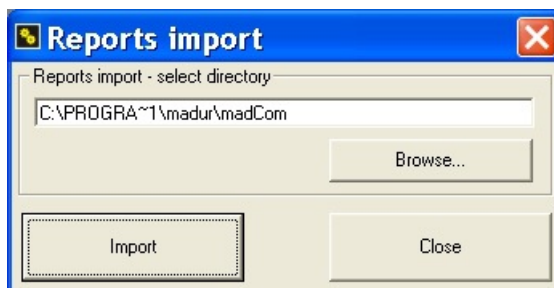 Reports import
Reports import - select directory
C:\PROGRA~1\madur\madCom
Browse...
Import
Close